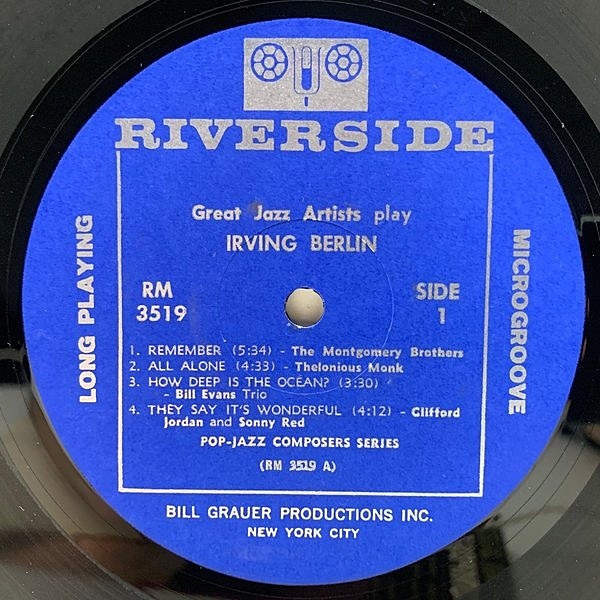 RIVERSIDE
Great Jazz Artists play
IRVING BERLIN
LONG PLAYING
MICROGROOVE
RM
3519
SIDE
1
1. REMEMBER (5:34) - The Montgomery Brothers
2. ALL ALONE (4:33) - Thelonious Monk
3. HOW DEEP IS THE OCEAN? (3:30)
- Bill Evans Trio
4. THEY SAY IT'S WONDERFUL (4:12) - Clifford
Jordan and Sonny Red
POP-JAZZ COMPOSERS SERIES
(RM 3519 A)
BILL GRAUER PRODUCTIONS INC.
NEW YORK CITY